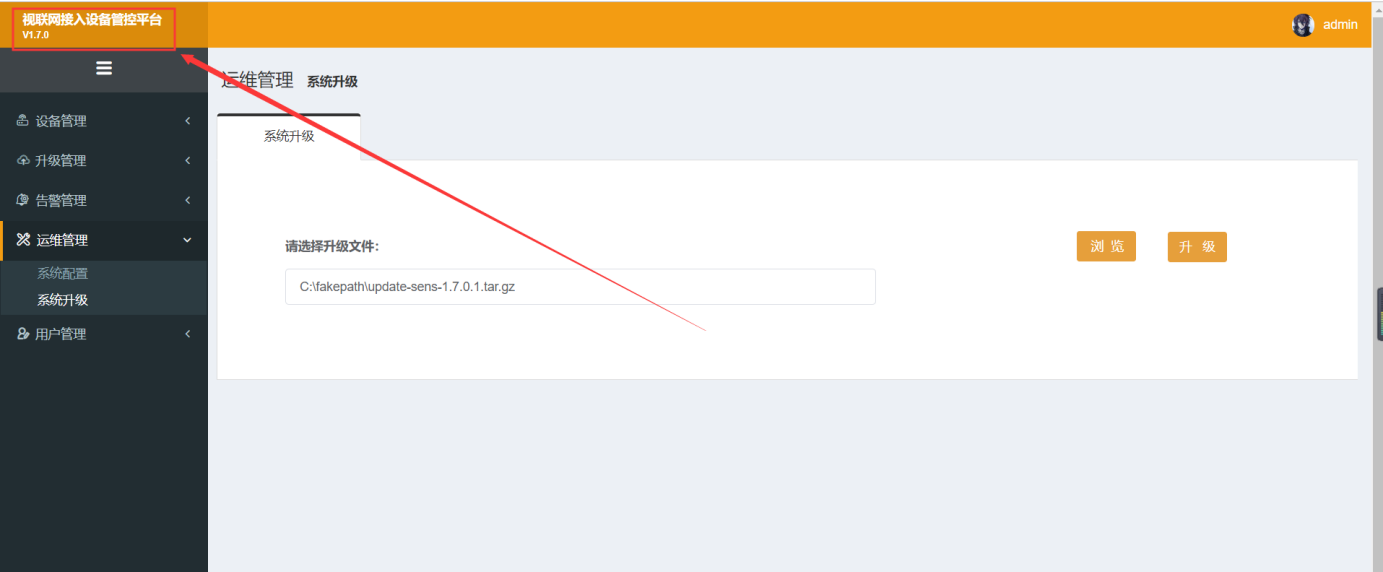 视联网接入设备管控平台
V1.7.0
admin
运维管理 系统升级
设备管理
升级管理
告警管理
运维管理
系统配置
系统升级
用户管理
系统升级
请选择升级文件：
浏 览
升 级
C:\fakepath\update-sens-1.7.0.1.tar.gz